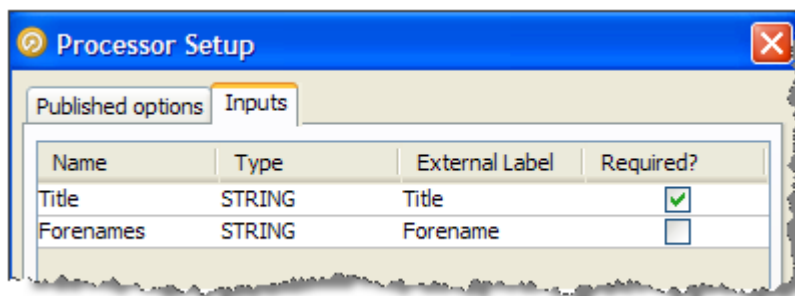 Processor Setup
Published options Inputs
Name Type External Label Required?
Title STRING Title
Forenames STRING Forename